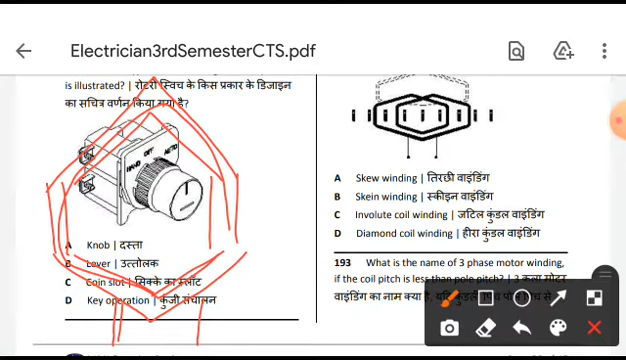 Electrician3rdSemesterCTS.pdf
is illustrated? | रोटरी स्विच के किस प्रकार के डिजाइन
का सचित्र वर्णन किया गया है?
HAND OFF AUTO
A Knob | दस्ता
B Lever | उत्तोलक
C Coin slot | सिक्के का स्लॉट
D Key operation | कुंजी संचालन
A Skew winding | तिरछी वाइंडिंग
B Skein winding | स्कीइन वाइंडिंग
C Involute coil winding | जटिल कुंडल वाइंडिंग
D Diamond coil winding | हीरा कुंडल वाइंडिंग
193 What is the name of 3 phase motor winding,
if the coil pitch is less than pole pitch? | 3 कला मोटर
वाइंडिंग का नाम क्या है, यदि कुंडली पिच पोल पिच से